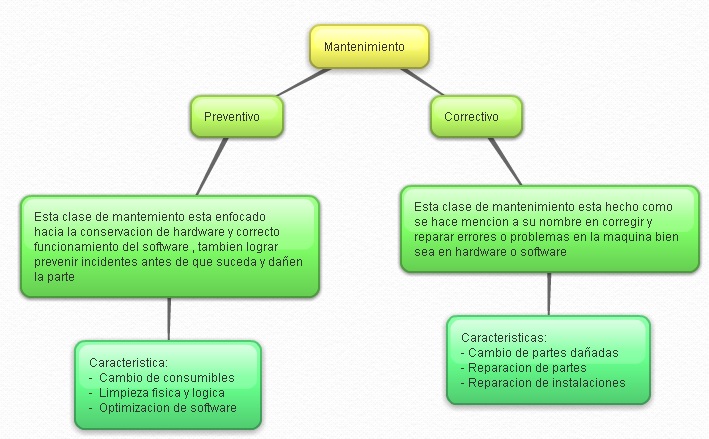 Mantenimiento
Preventivo
Correctivo
Esta clase de mantemiento esta enfocado
hacia la conservacion de hardware y correcto
funcionamiento del software , tambien lograr
prevenir incidentes antes de que suceda y dañen
la parte
Esta clase de mantenimiento esta hecho como
se hace mencion a su nombre en corregir y
reparar errores o problemas en la maquina bien
sea en hardware o software
Caracteristica:
- Cambio de consumibles
- Limpieza fisica y logica
- Optimizacion de software
Caracteristicas:
- Cambio de partes dañadas
- Reparacion de partes
- Reparacion de instalaciones